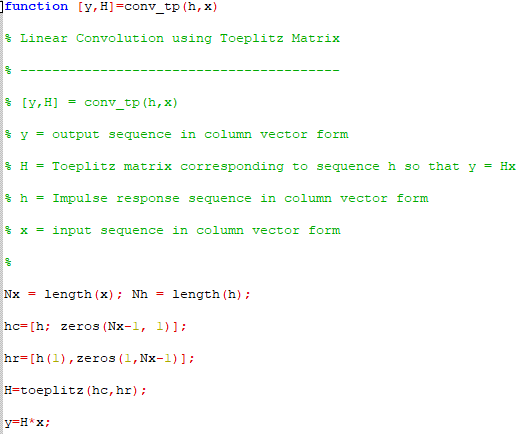 function [y,H]=conv_tp(h,x)
% Linear Convolution using Toeplitz Matrix
% ----------------------------------------
% [y,H] = conv_tp(h,x)
% y = output sequence in column vector form
% H = Toeplitz matrix corresponding to sequence h so that y = Hx
% h = Impulse response sequence in column vector form
% x = input sequence in column vector form
%
Nx = length(x); Nh = length(h);
hc=[h; zeros(Nx-1, 1)];
hr=[h(1),zeros(1,Nx-1)];
H=toeplitz(hc,hr);
y=H*x;